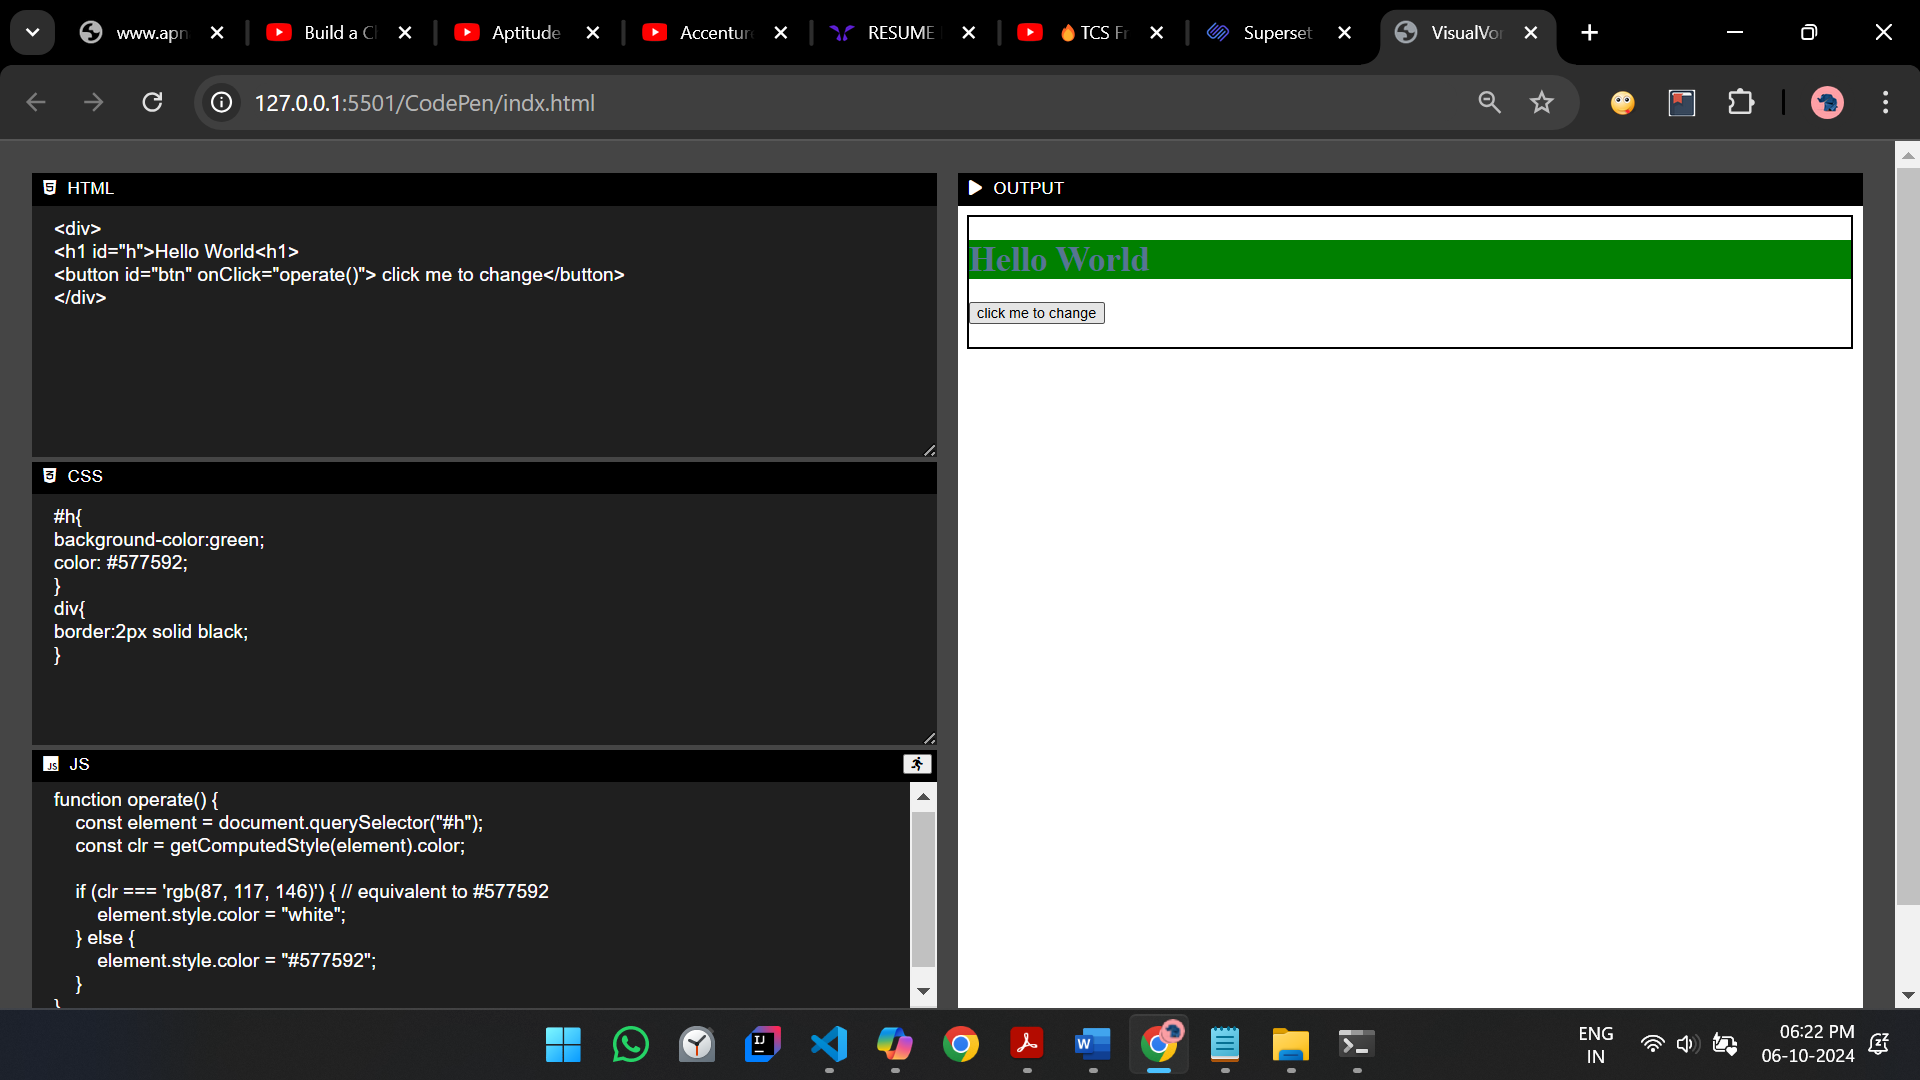 www.apn
Build a C
Aptitude
Accentur
RESUME
TCS Fr
Superset
VisualVor
127.0.0.1:5501/CodePen/indx.html
HTML
<div>
<h1 id="h">Hello World<h1>
<button id="btn" onClick="operate()"> click me to change</button>
</div>
CSS
#h{
background-color:green;
color: #577592;
}
div{
border:2px solid black;
}
JS
function operate() {
const element = document.querySelector("#h");
const clr = getComputedStyle(element).color;
if (clr === 'rgb(87, 117, 146)') { // equivalent to #577592
element.style.color = "white";
} else {
element.style.color = "#577592";
}
}
OUTPUT
Hello World
click me to change
ENG
IN
06:22 PM
06-10-2024